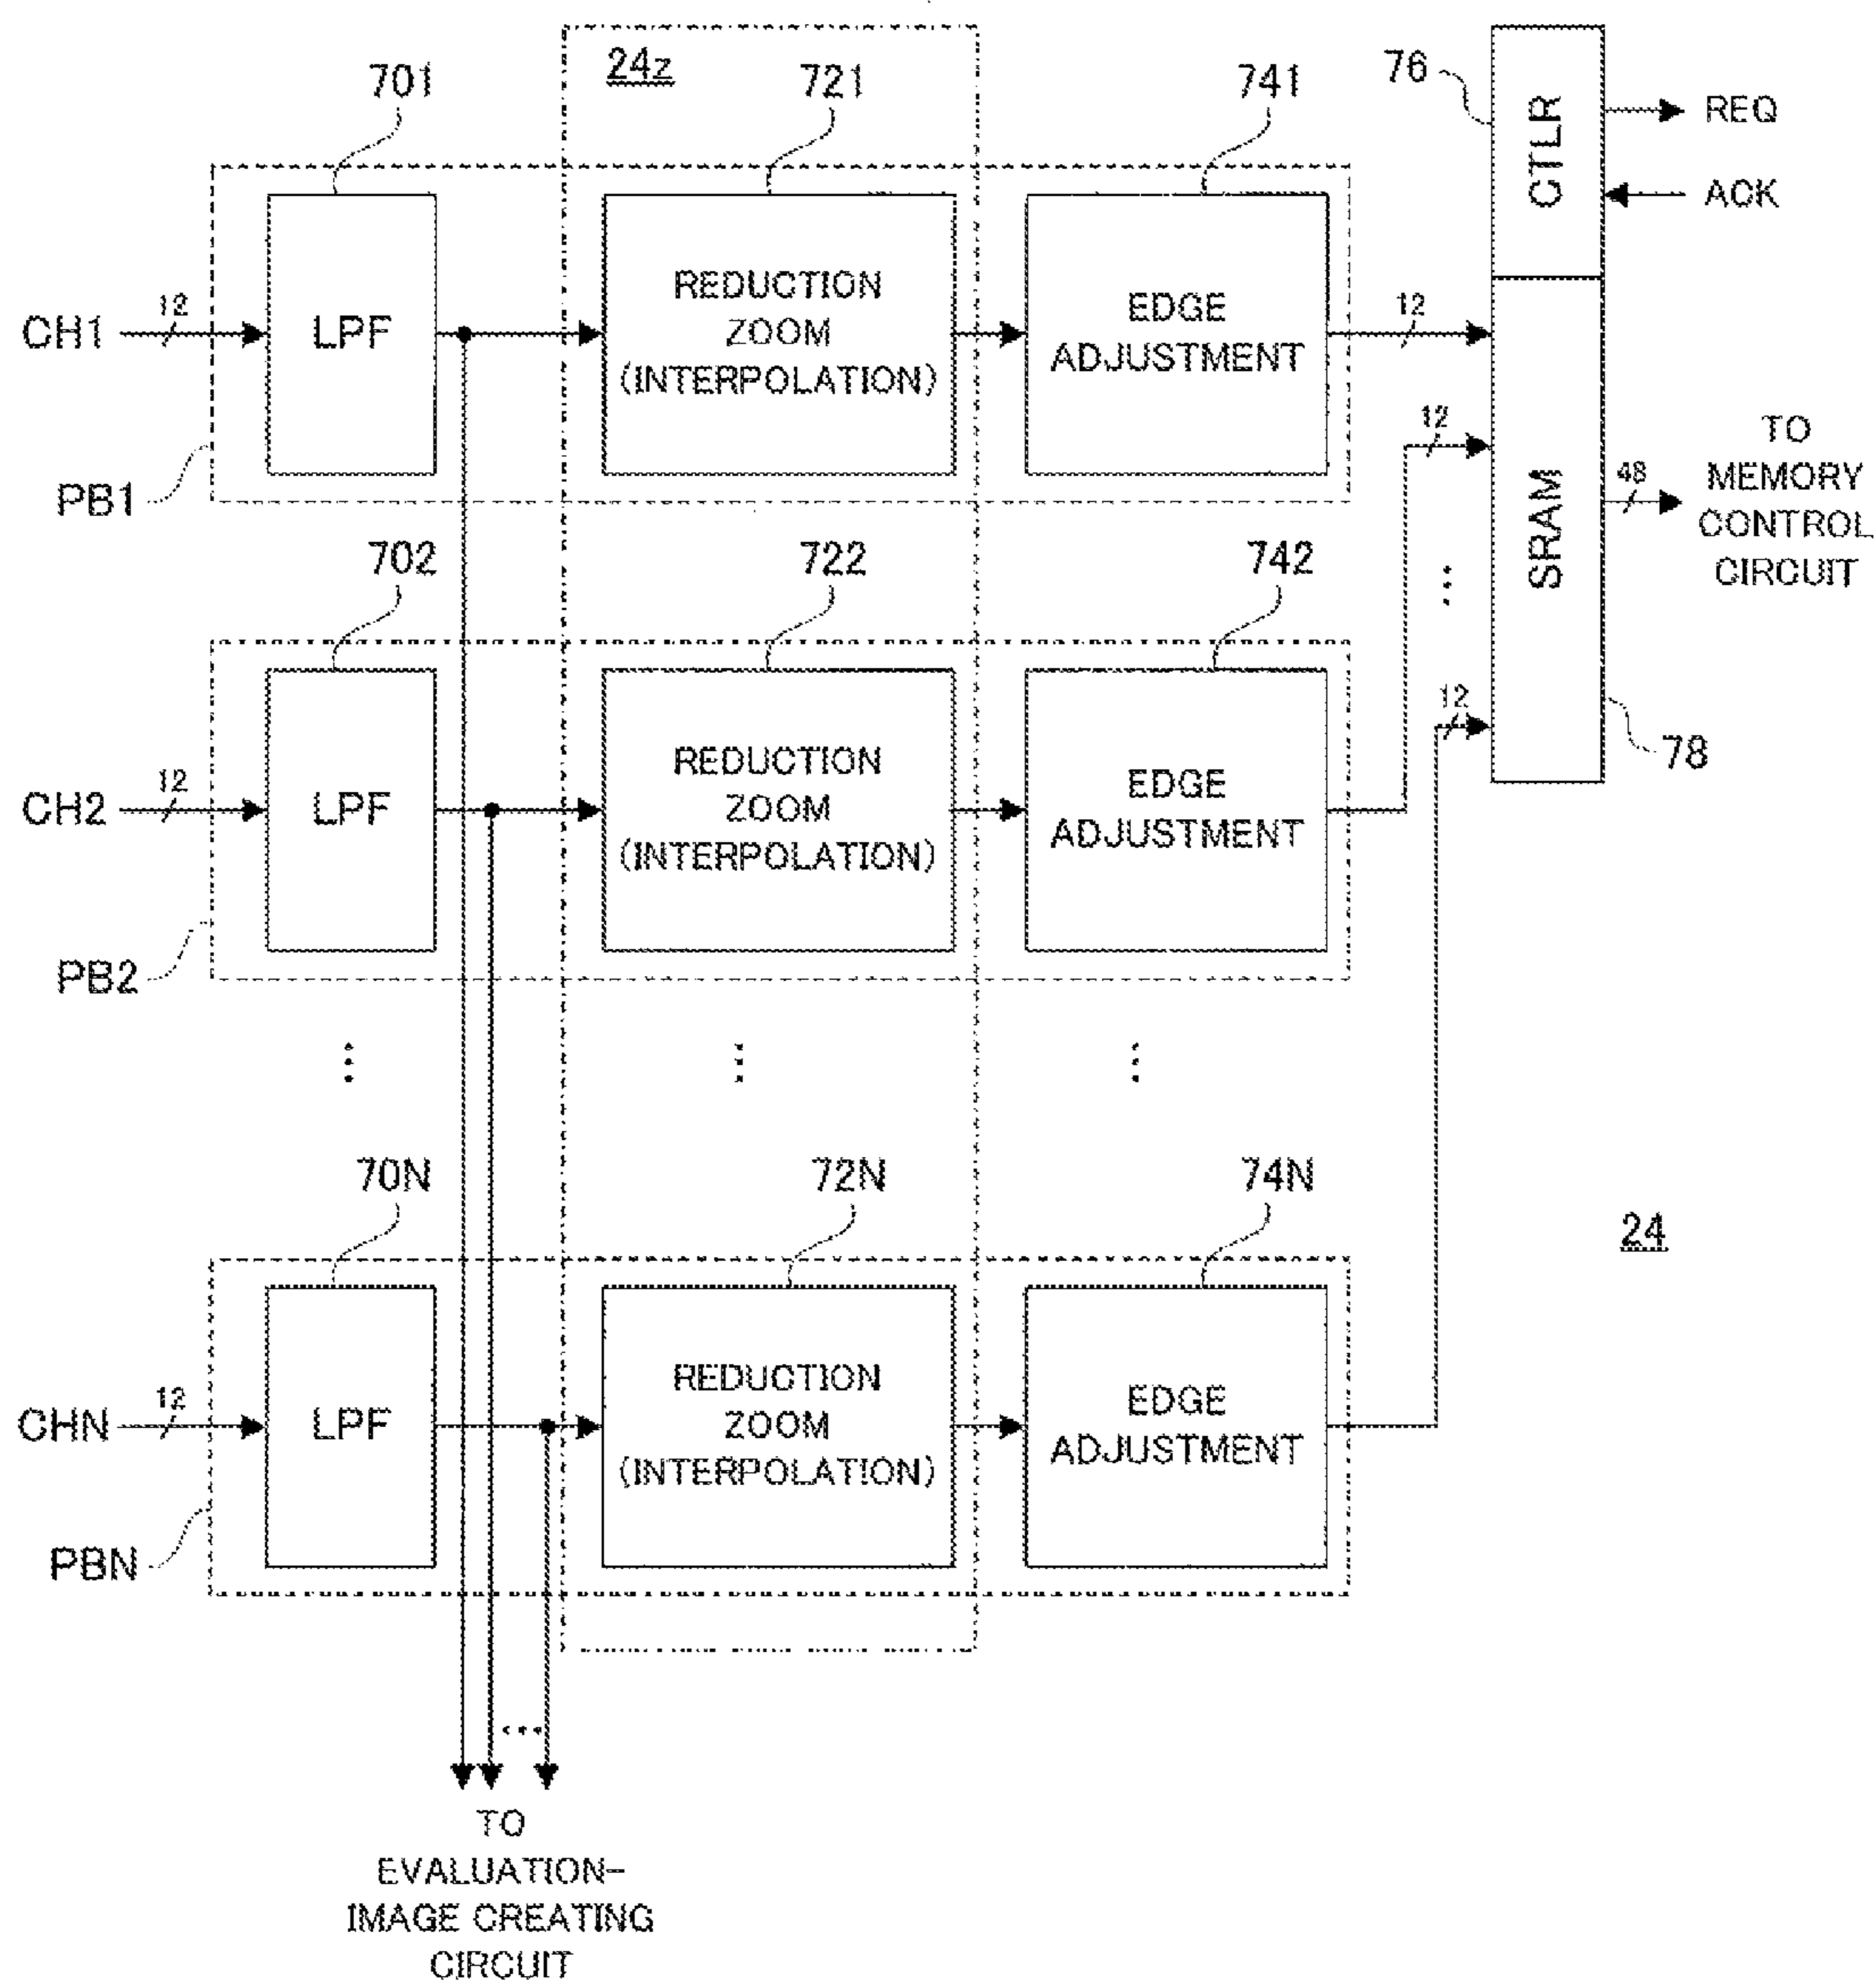 24z
701
721
741
76
CTLR
REQ
ACK
CH1
12
LPF
REDUCTION
ZOOM
(INTERPOLATION)
EDGE
ADJUSTMENT
12
PB1
12
SRAM
48
TO
MEMORY
CONTROL
CIRCUIT
702
722
742
⋮
CH2
12
LPF
REDUCTION
ZOOM
(INTERPOLATION)
EDGE
ADJUSTMENT
12
78
PB2
⋮
⋮
⋮
70N
72N
74N
24
CHN
12
LPF
REDUCTION
ZOOM
(INTERPOLATION)
EDGE
ADJUSTMENT
PBN
...
TO
EVALUATION-
IMAGE CREATING
CIRCUIT